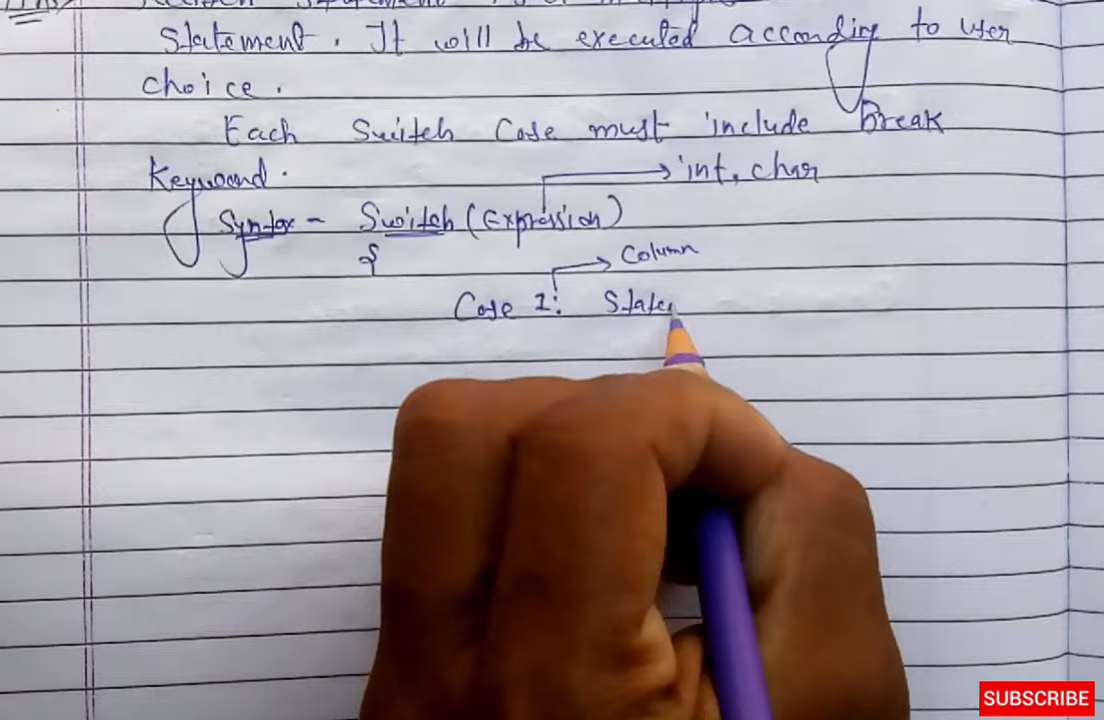 Statement. It will be executed according to user
choice.
Each Switch Case must include Break
Keyword.
int, char
Syntax - Switch (Expression)
{
Column
Case 1: State
SUBSCRIBE